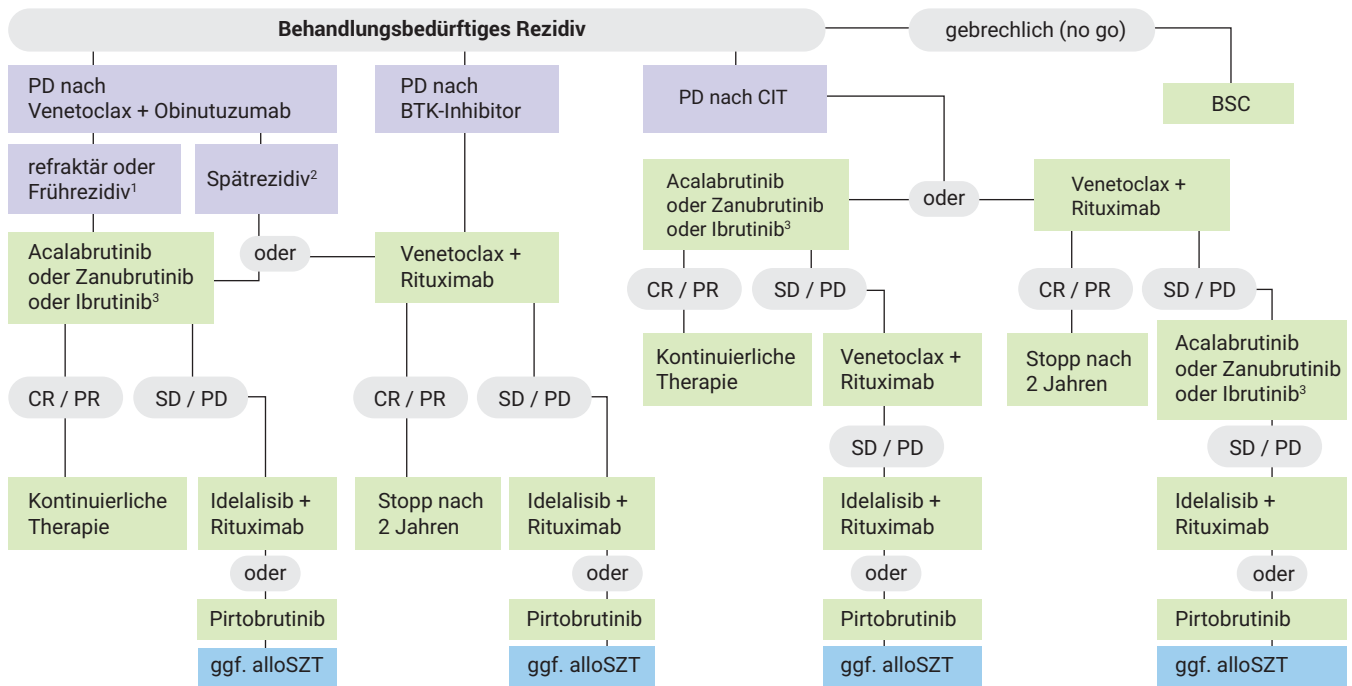 Behandlungsbedürftiges Rezidiv
gebrechlich (no go)
PD nach
Venetoclax + Obinutuzumab
PD nach
BTK-Inhibitor
PD nach CIT
BSC
refraktär oder
Frührezidiv¹
Spätrezidiv²
Acalabrutinib
oder Zanubrutinib
oder Ibrutinib³
oder
Venetoclax +
Rituximab
Acalabrutinib
oder Zanubrutinib
oder Ibrutinib³
oder
Venetoclax +
Rituximab
CR / PR
SD / PD
CR / PR
SD / PD
CR / PR
SD / PD
CR / PR
SD / PD
Kontinuierliche
Therapie
Venetoclax +
Rituximab
Stopp nach
2 Jahren
Acalabrutinib
oder Zanubrutinib
oder Ibrutinib³
SD / PD
SD / PD
Kontinuierliche
Therapie
Idelalisib +
Rituximab
Stopp nach
2 Jahren
Idelalisib +
Rituximab
Idelalisib +
Rituximab
Idelalisib +
Rituximab
oder
oder
oder
oder
Pirtobrutinib
Pirtobrutinib
Pirtobrutinib
Pirtobrutinib
ggf. alloSZT
ggf. alloSZT
ggf. alloSZT
ggf. alloSZT